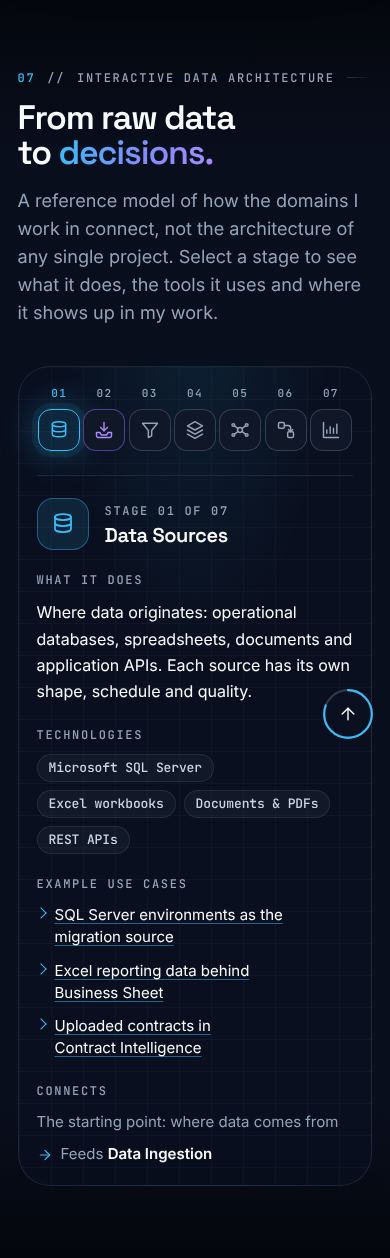 07 // INTERACTIVE DATA ARCHITECTURE
From raw data
to decisions.
A reference model of how the domains I
work in connect, not the architecture of
any single project. Select a stage to see
what it does, the tools it uses and where
it shows up in my work.
01 02 03 04 05 06 07
STAGE 01 OF 07
Data Sources
WHAT IT DOES
Where data originates: operational
databases, spreadsheets, documents and
application APIs. Each source has its own
shape, schedule and quality.
TECHNOLOGIES
Microsoft SQL Server
Excel workbooks Documents & PDFs
REST APIs
EXAMPLE USE CASES
SQL Server environments as the
migration source
Excel reporting data behind
Business Sheet
Uploaded contracts in
Contract Intelligence
CONNECTS
The starting point: where data comes from
Feeds Data Ingestion